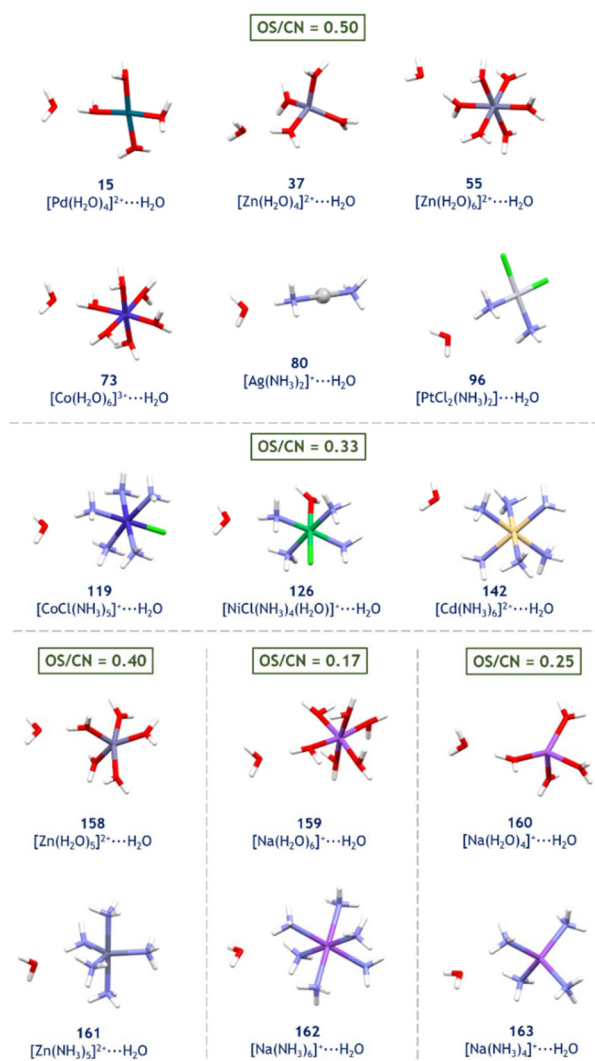 OS/CN = 0.50
15 37 55
[Pd(H₂O)₄]²⁺···H₂O [Zn(H₂O)₄]²⁺···H₂O [Zn(H₂O)₆]²⁺···H₂O
73 80 96
[Co(H₂O)₆]³⁺···H₂O [Ag(NH₃)₂]⁺···H₂O [PtCl₂(NH₃)₂]···H₂O
OS/CN = 0.33
119 126 142
[CoCl(NH₃)₅]⁺···H₂O [NiCl(NH₃)₄(H₂O)]⁺···H₂O [Cd(NH₃)₆]²⁺···H₂O
OS/CN = 0.40 OS/CN = 0.17 OS/CN = 0.25
158 159 160
[Zn(H₂O)₅]²⁺···H₂O [Na(H₂O)₆]⁺···H₂O [Na(H₂O)₄]⁺···H₂O
161 162 163
[Zn(NH₃)₅]²⁺···H₂O [Na(NH₃)₆]⁺···H₂O [Na(NH₃)₄]⁺···H₂O